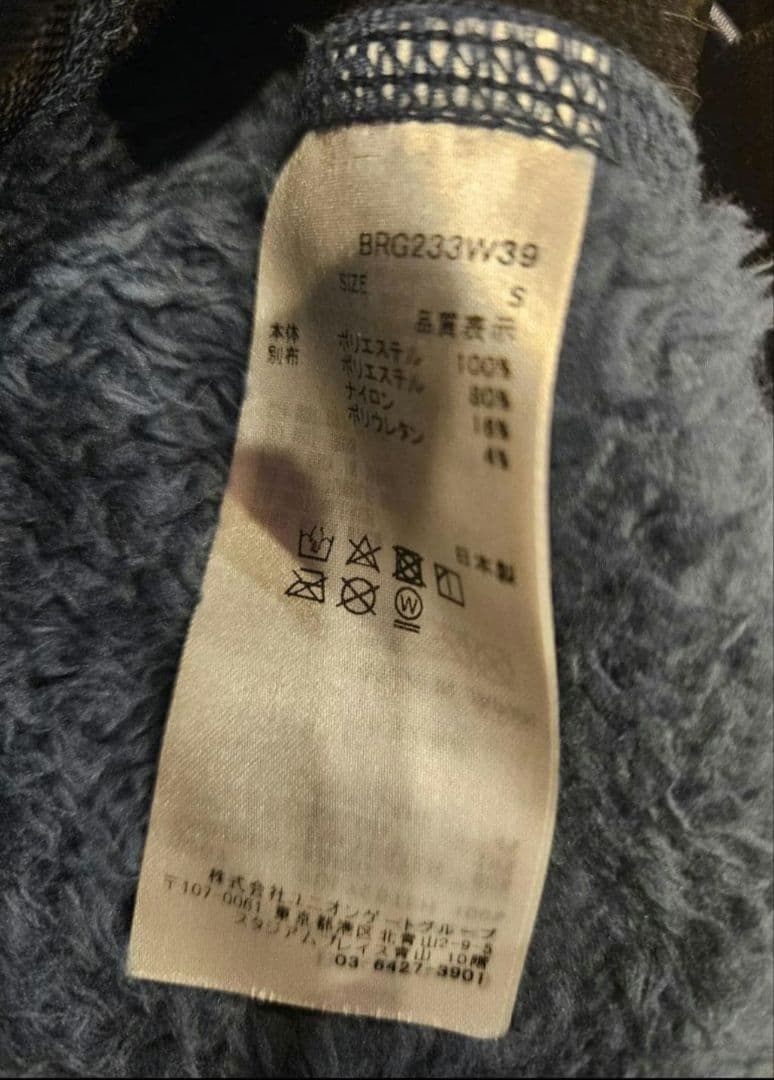 BRG233W39
SIZE S
品質表示
本体 ポリエステル 100%
別布 ポリエステル 80%
ナイロン 16%
ポリウレタン 4%
日本製
W
株式会社ユニオンゲートグループ
〒107-0061 東京都港区北青山2-9-5
スタジアムプレイス青山 10階
03-6427-3901